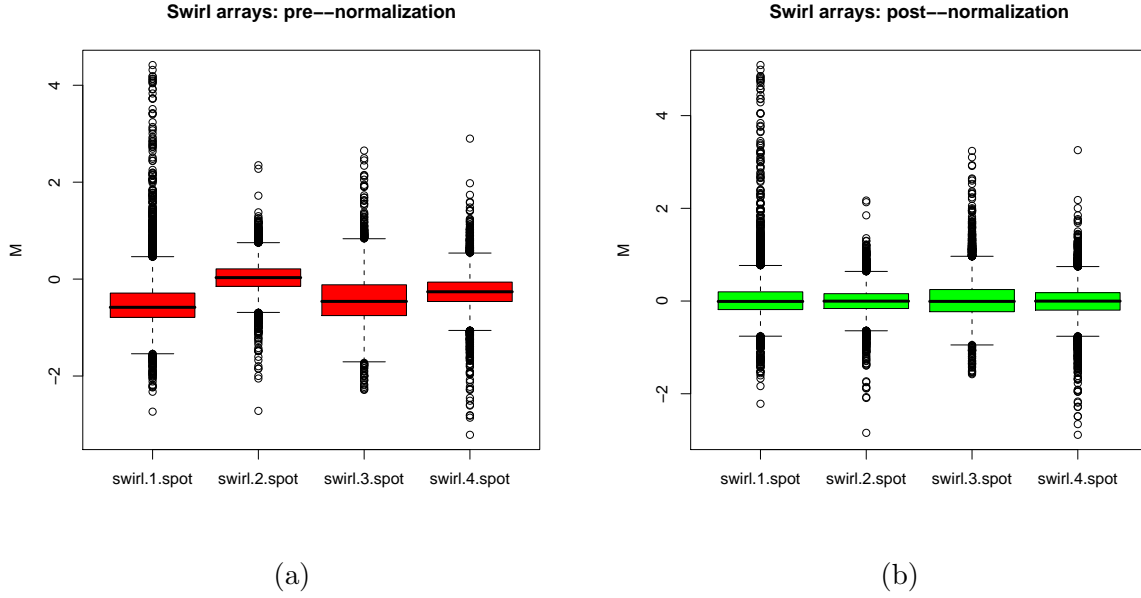 Swirl arrays: pre−−normalization
M
4
2
0
−2
swirl.1.spot swirl.2.spot swirl.3.spot swirl.4.spot
(a)
Swirl arrays: post−−normalization
M
4
2
0
−2
swirl.1.spot swirl.2.spot swirl.3.spot swirl.4.spot
(b)